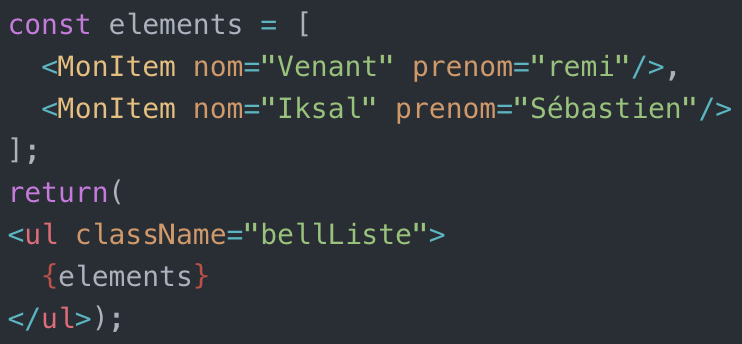 const elements = [
  <MonItem nom="Venant" prenom="remi"/>,
  <MonItem nom="Iksal" prenom="Sébastien"/>
];
return(
<ul className="bellListe">
  {elements}
</ul>);